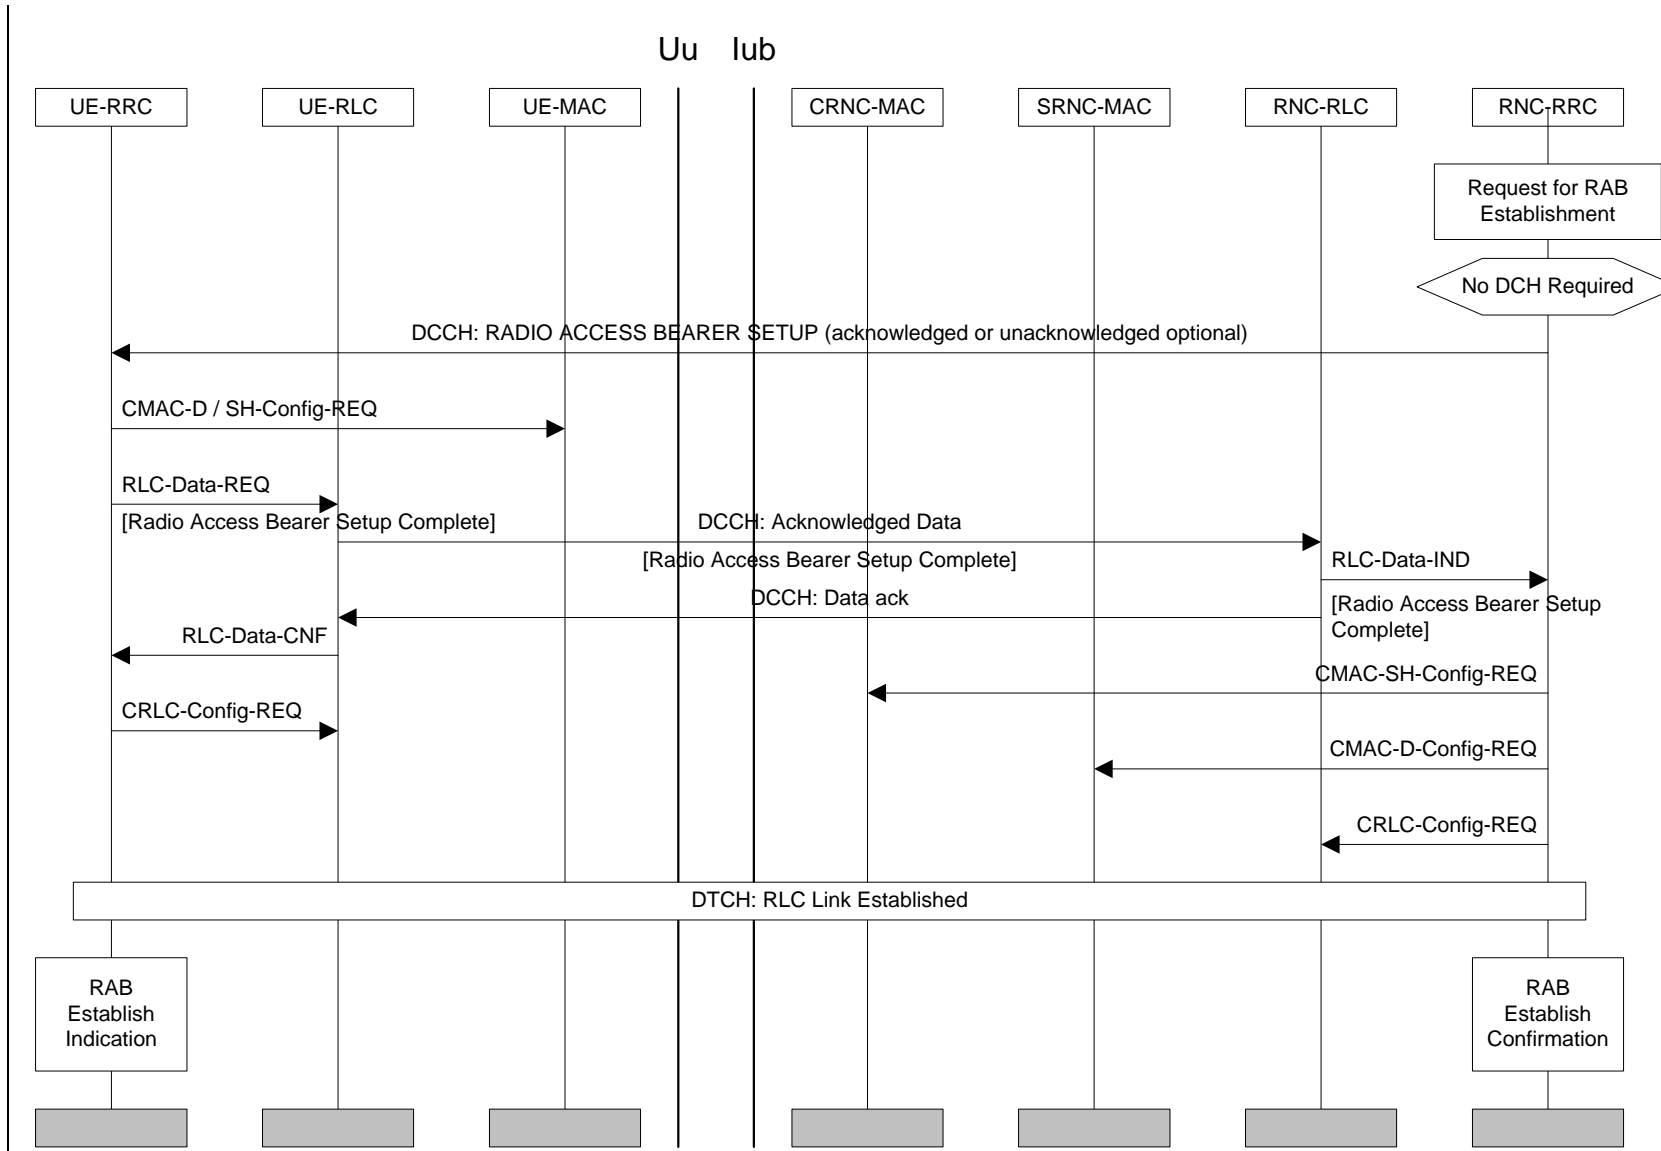 Uu Iub
UE-RRC UE-RLC UE-MAC CRNC-MAC SRNC-MAC RNC-RLC RNC-RRC
Request for RAB
Establishment
No DCH Required
DCCH: RADIO ACCESS BEARER SETUP (acknowledged or unacknowledged optional)
CMAC-D / SH-Config-REQ
RLC-Data-REQ
[Radio Access Bearer Setup Complete]
DCCH: Acknowledged Data
[Radio Access Bearer Setup Complete]
RLC-Data-IND
[Radio Access Bearer Setup
Complete]
DCCH: Data ack
RLC-Data-CNF
CMAC-SH-Config-REQ
CRLC-Config-REQ
CMAC-D-Config-REQ
CRLC-Config-REQ
DTCH: RLC Link Established
RAB
Establish
Indication
RAB
Establish
Confirmation